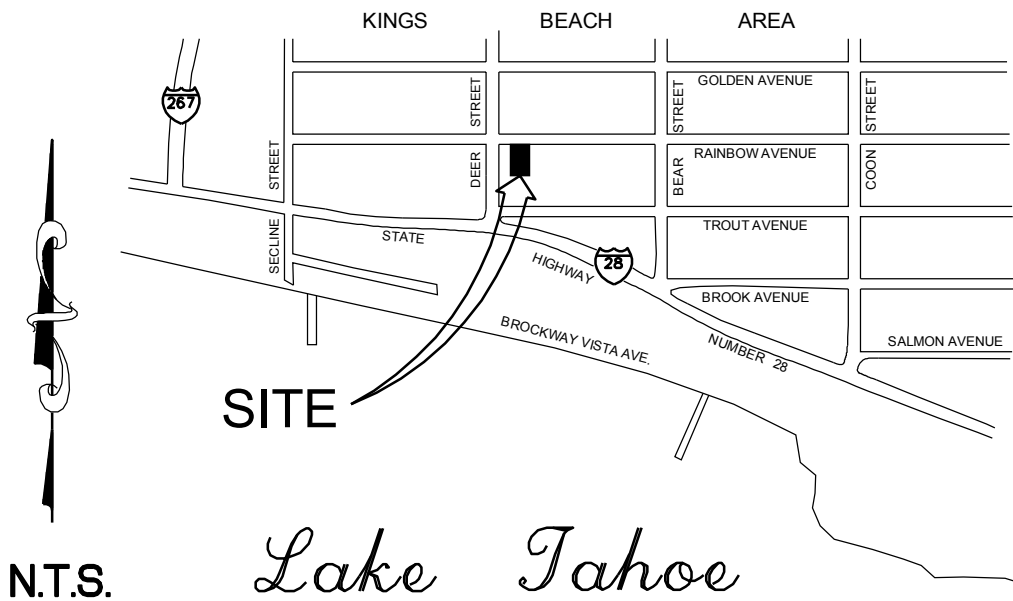 KINGS BEACH AREA
GOLDEN AVENUE
STREET
STREET
STREET
267
STREET
DEER
BEAR
RAINBOW AVENUE
COON
SECLINE
STATE
TROUT AVENUE
HIGHWAY
28
BROOK AVENUE
BROCKWAY VISTA AVE.
NUMBER 28
SALMON AVENUE
SITE
N.T.S.
Lake Tahoe